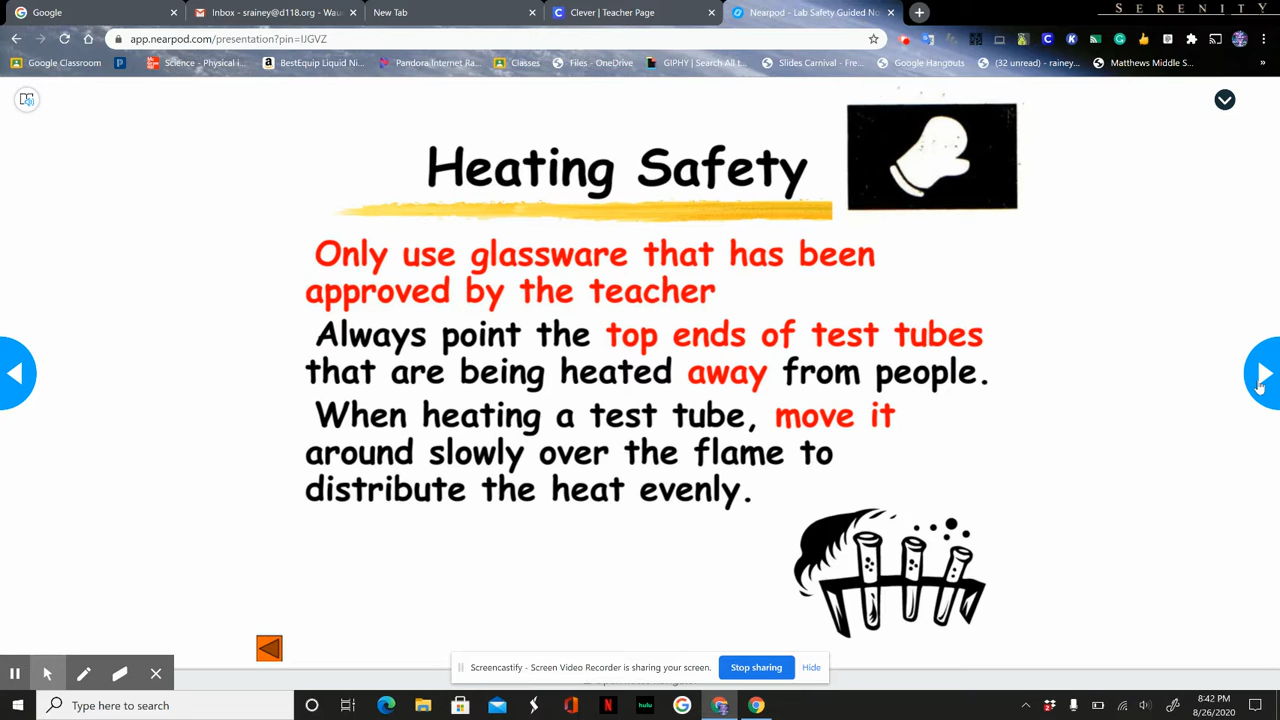 Google
Inbox - srainey@d118.org - Wau
New Tab
Clever | Teacher Page
Nearpod - Lab Safety Guided No
SERENITY
app.nearpod.com/presentation?pin=IJGVZ
Google Classroom
Science - Physical i...
BestEquip Liquid Ni...
Pandora Internet Ra...
Classes
Files - OneDrive
GIPHY | Search All t...
Slides Carnival - Fre...
Google Hangouts
(32 unread) - rainey...
Matthews Middle S...
Heating Safety
Only use glassware that has been
approved by the teacher
Always point the top ends of test tubes
that are being heated away from people.
When heating a test tube, move it
around slowly over the flame to
distribute the heat evenly.
Screencastify - Screen Video Recorder is sharing your screen.
Stop sharing
Hide
Type here to search
hulu
8:42 PM
8/26/2020